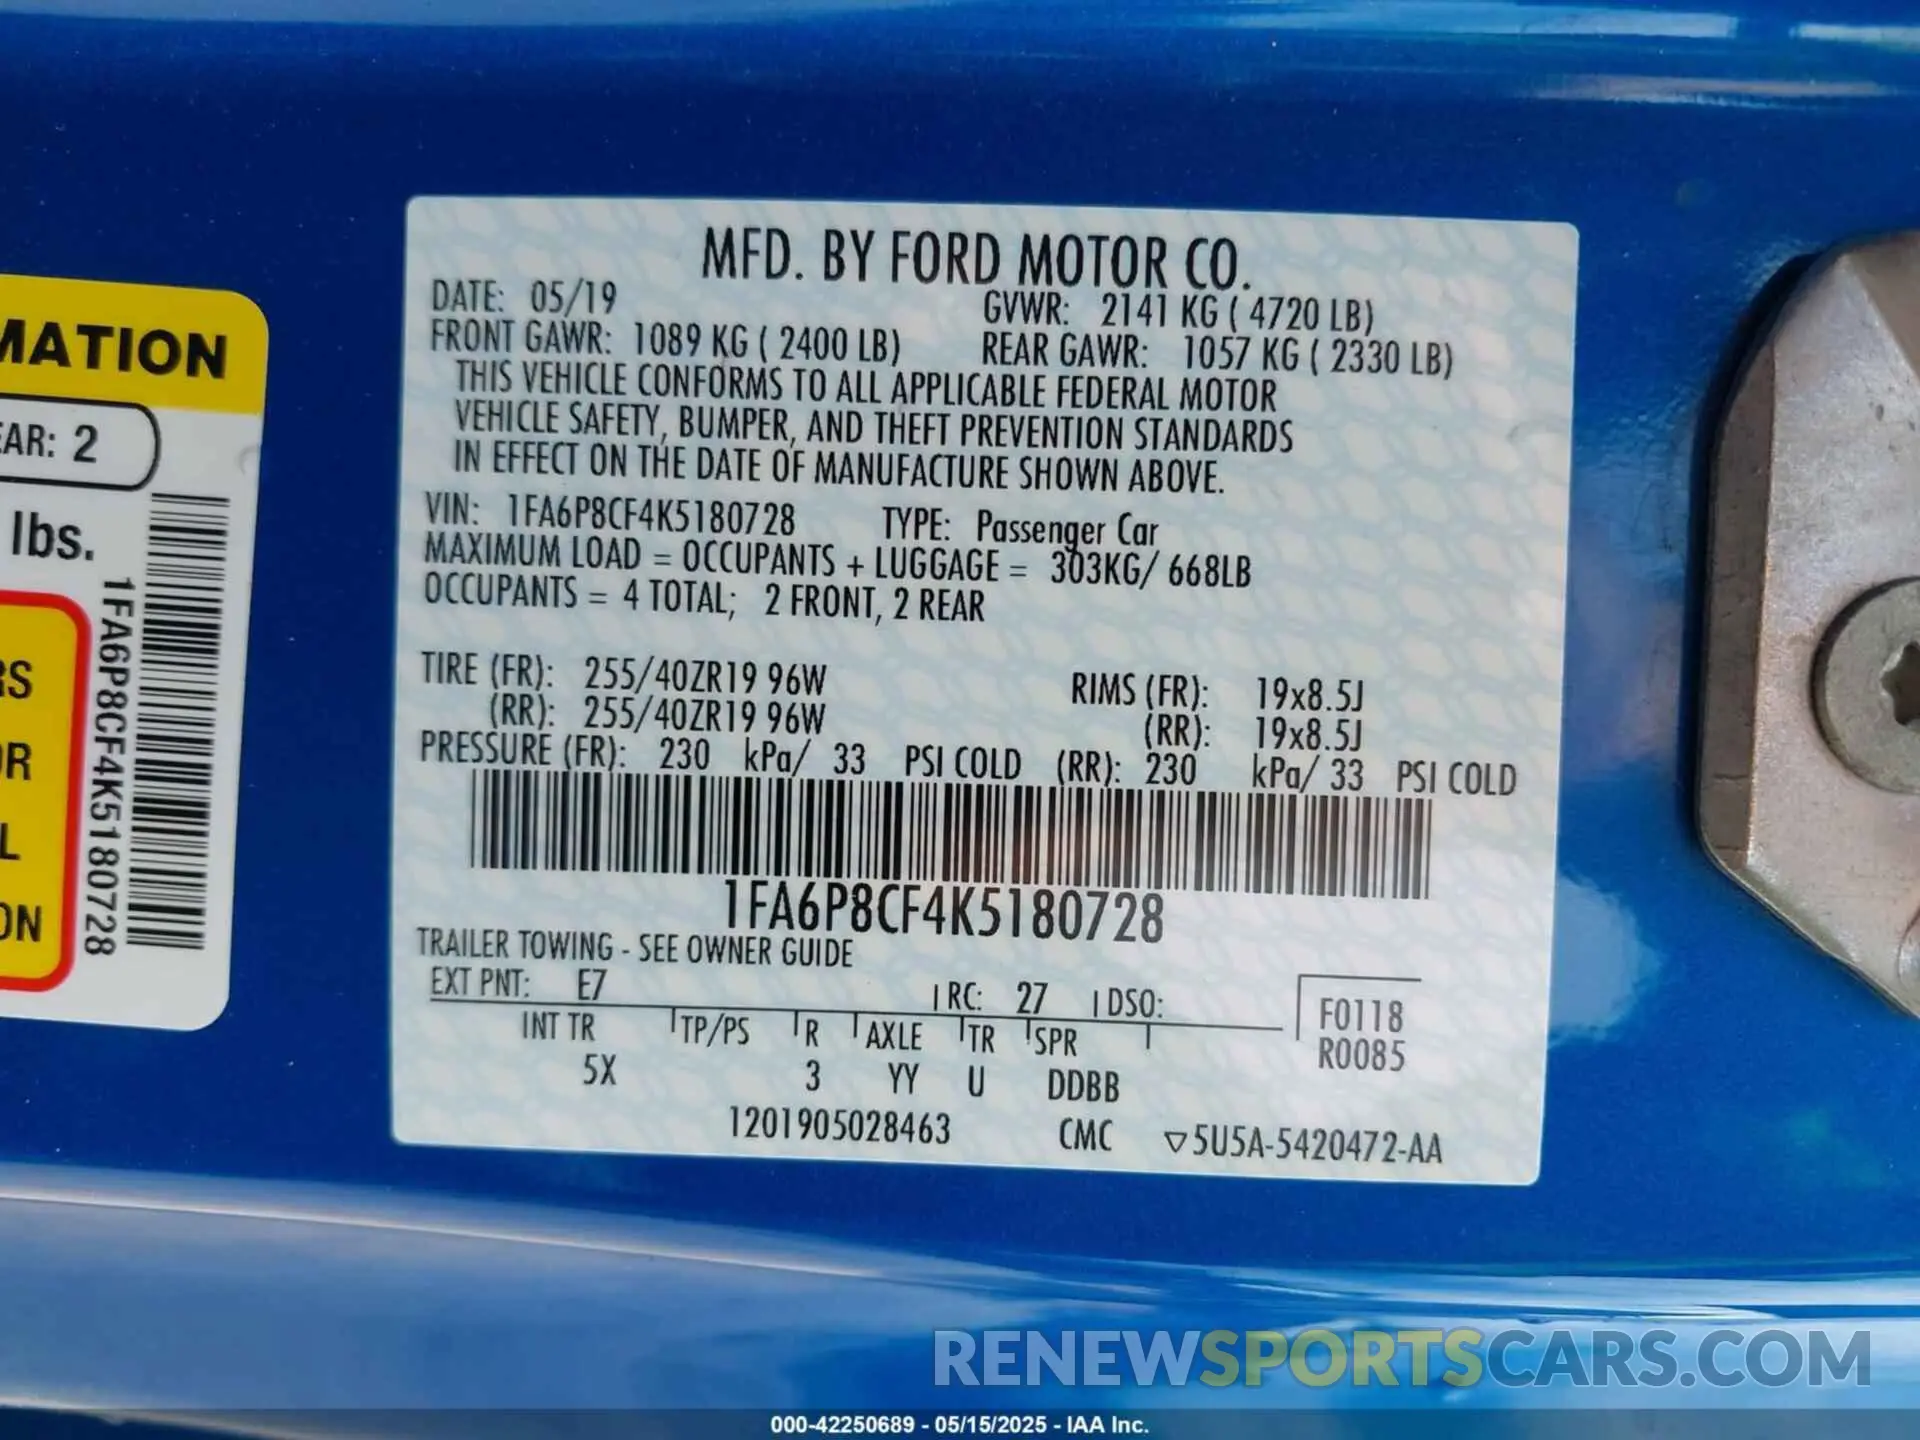 MATION
EAR: 2
lbs.
RS
OR
L
ON
1FA6P8CF4K5180728
MFD. BY FORD MOTOR CO.
DATE: 05/19 GVWR: 2141 KG ( 4720 LB)
FRONT GAWR: 1089 KG ( 2400 LB) REAR GAWR: 1057 KG ( 2330 LB)
THIS VEHICLE CONFORMS TO ALL APPLICABLE FEDERAL MOTOR
VEHICLE SAFETY, BUMPER, AND THEFT PREVENTION STANDARDS
IN EFFECT ON THE DATE OF MANUFACTURE SHOWN ABOVE.
VIN: 1FA6P8CF4K5180728 TYPE: Passenger Car
MAXIMUM LOAD = OCCUPANTS + LUGGAGE = 303KG/ 668LB
OCCUPANTS = 4 TOTAL; 2 FRONT, 2 REAR
TIRE (FR): 255/40ZR19 96W RIMS (FR): 19x8.5J
(RR): 255/40ZR19 96W (RR): 19x8.5J
PRESSURE (FR): 230 kPa/ 33 PSI COLD (RR): 230 kPa/ 33 PSI COLD
1FA6P8CF4K5180728
TRAILER TOWING - SEE OWNER GUIDE
EXT PNT: E7 RC: 27 DSO:
F0118
INT TR TP/PS R AXLE TR SPR
R0085
5X 3 YY U DDBB
1201905028463 CMC ▽5U5A-5420472-AA
RENEWSPORTSCARS.COM
000-42250689 - 05/15/2025 - IAA Inc.